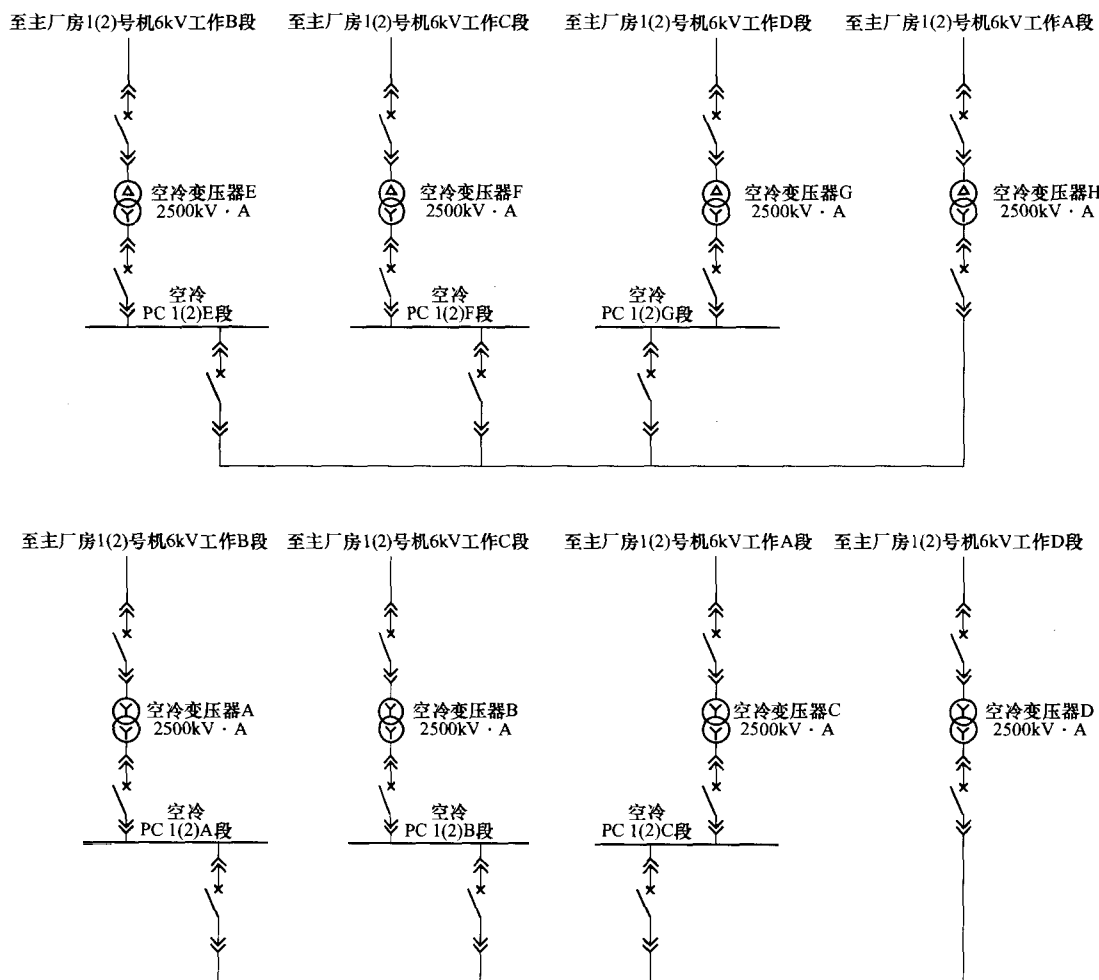 至主厂房1(2)号机6kV工作B段 至主厂房1(2)号机6kV工作C段 至主厂房1(2)号机6kV工作D段 至主厂房1(2)号机6kV工作A段
空冷变压器E 空冷变压器F 空冷变压器G 空冷变压器H
2500kV·A 2500kV·A 2500kV·A 2500kV·A
空冷 空冷 空冷
PC 1(2)E段 PC 1(2)F段 PC 1(2)G段
至主厂房1(2)号机6kV工作B段 至主厂房1(2)号机6kV工作C段 至主厂房1(2)号机6kV工作A段 至主厂房1(2)号机6kV工作D段
空冷变压器A 空冷变压器B 空冷变压器C 空冷变压器D
2500kV·A 2500kV·A 2500kV·A 2500kV·A
空冷 空冷 空冷
PC 1(2)A段 PC 1(2)B段 PC 1(2)C段